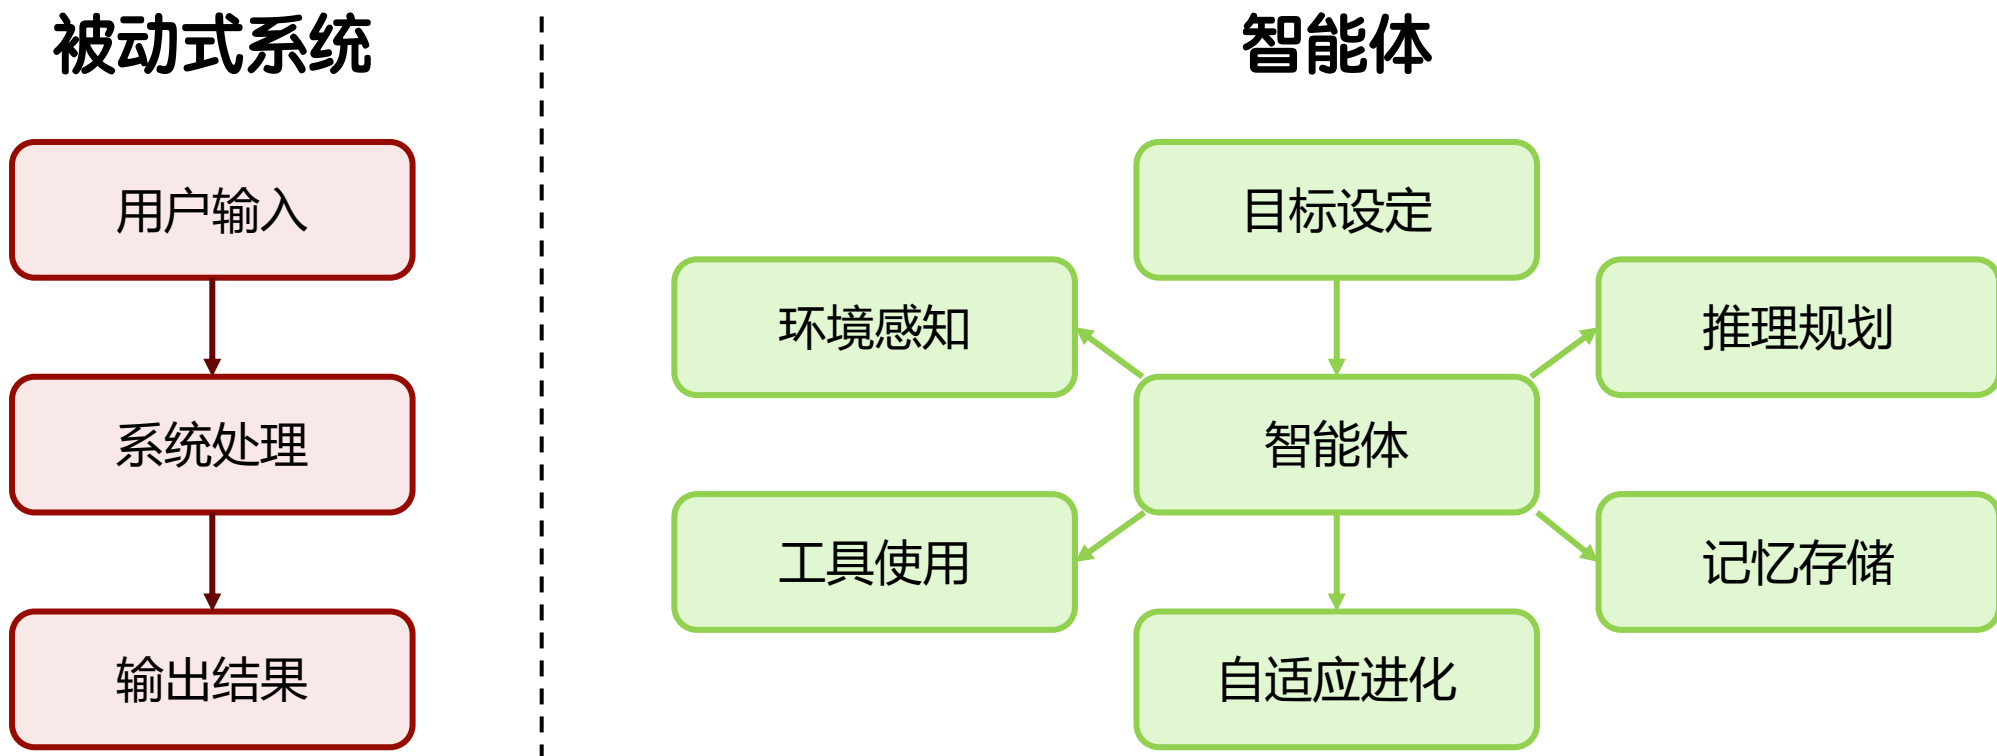 被动式系统
用户输入
系统处理
输出结果
智能体
目标设定
环境感知
推理规划
智能体
工具使用
记忆存储
自适应进化